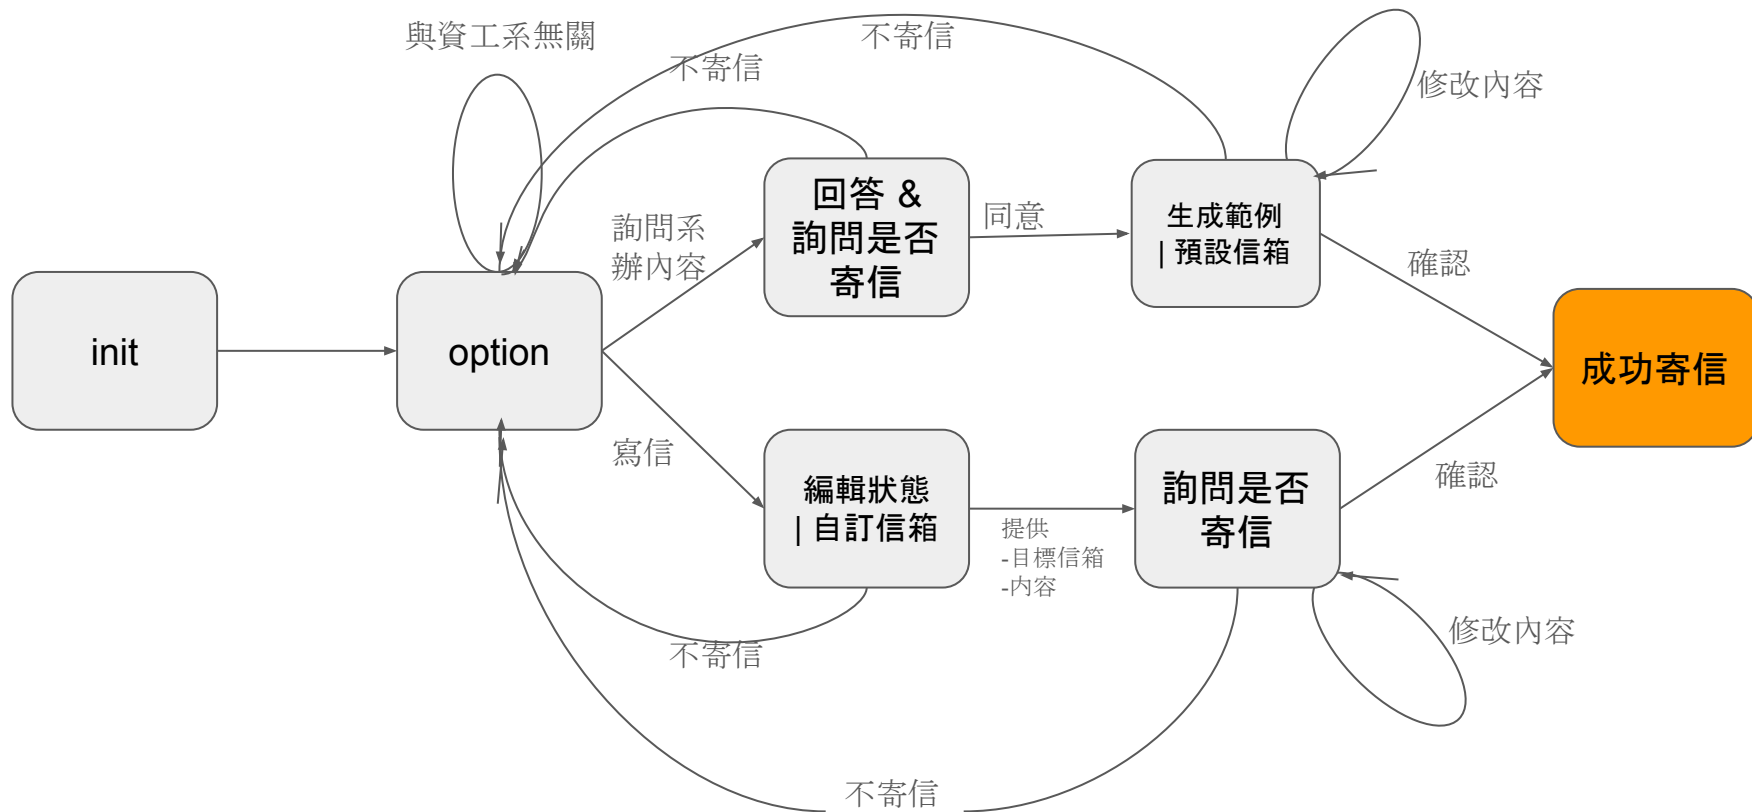 與資工系無關
不寄信
不寄信
修改內容
詢問系
辦內容
回答 &
詢問是否
寄信
同意
生成範例
| 預設信箱
確認
init
option
成功寄信
寫信
編輯狀態
| 自訂信箱
提供
-目標信箱
-內容
詢問是否
寄信
確認
不寄信
修改內容
不寄信